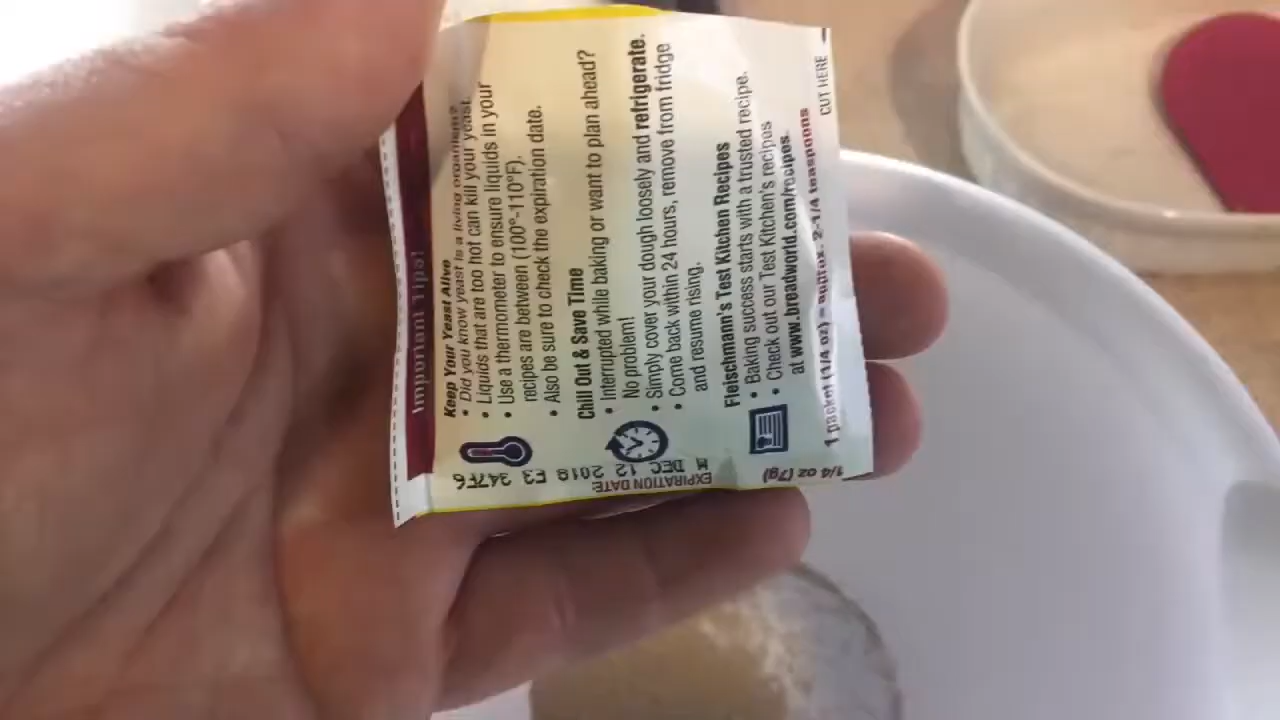 Important Tips!
Keep Your Yeast Alive
• Did you know yeast is a living organism?
• Liquids that are too hot can kill your yeast.
• Use a thermometer to ensure liquids in your
recipes are between (100°-110°F).
• Also be sure to check the expiration date.
Chill Out & Save Time
• Interrupted while baking or want to plan ahead?
No problem!
• Simply cover your dough loosely and refrigerate.
• Come back within 24 hours, remove from fridge
and resume rising.
Fleischmann's Test Kitchen Recipes
• Baking success starts with a trusted recipe.
• Check out our Test Kitchen's recipes
at www.breadworld.com/recipes.
1 packet (1/4 oz) = approx. 2-1/4 teaspoons
CUT HERE
1/4 oz (7g)
EXPIRATION DATE:
DEC 12 2018 E3 347F6